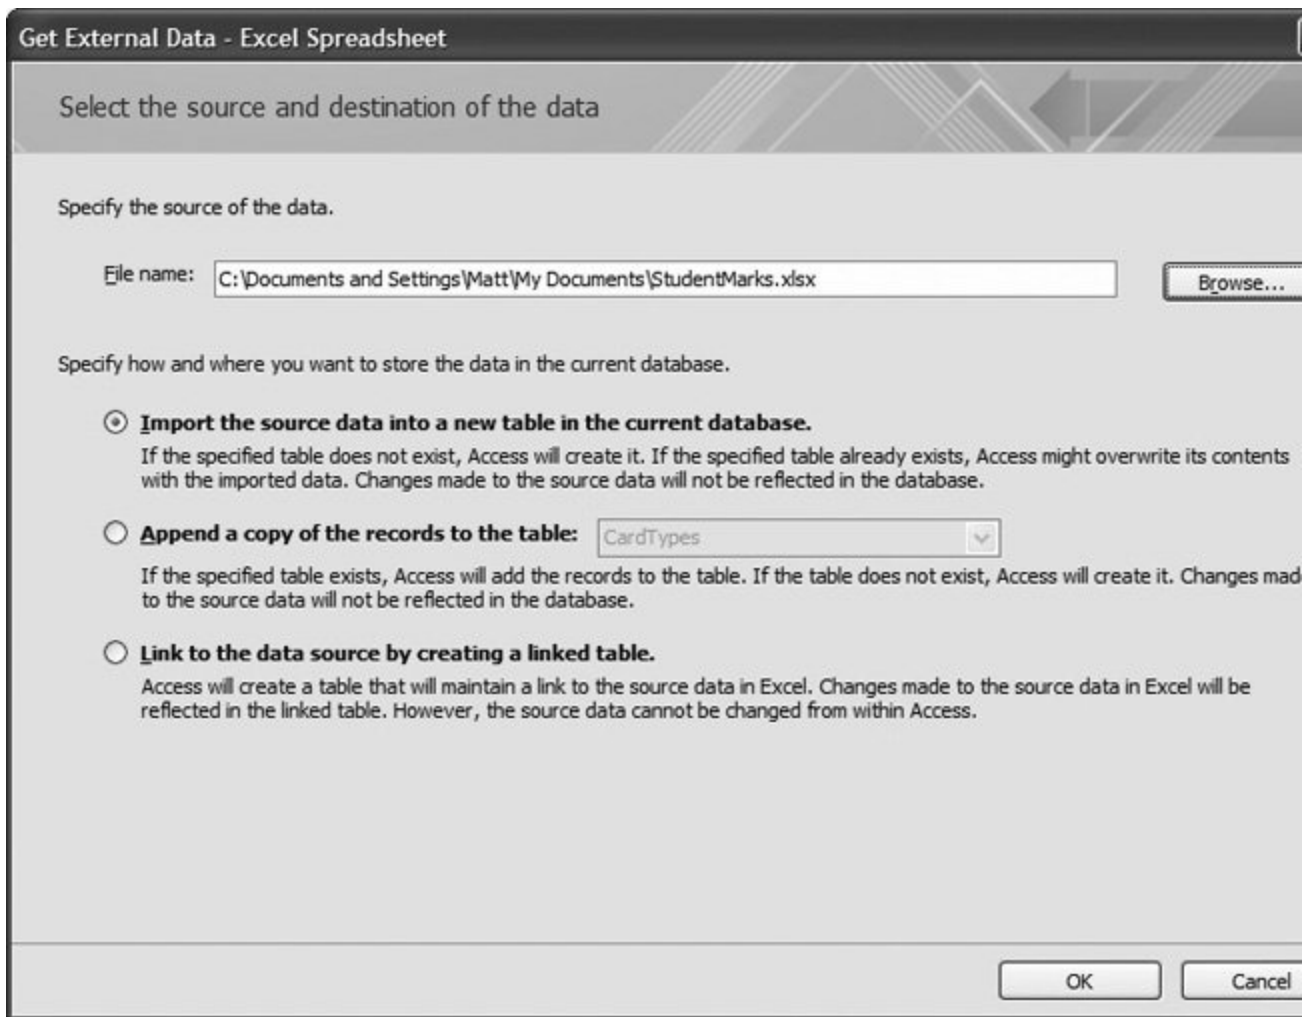 Get External Data - Excel Spreadsheet
Select the source and destination of the data
Specify the source of the data.
File name: C:\Documents and Settings\Matt\My Documents\StudentMarks.xlsx Browse...
Specify how and where you want to store the data in the current database.
Import the source data into a new table in the current database.
If the specified table does not exist, Access will create it. If the specified table already exists, Access might overwrite its contents
with the imported data. Changes made to the source data will not be reflected in the database.
Append a copy of the records to the table: CardTypes
If the specified table exists, Access will add the records to the table. If the table does not exist, Access will create it. Changes mad
to the source data will not be reflected in the database.
Link to the data source by creating a linked table.
Access will create a table that will maintain a link to the source data in Excel. Changes made to the source data in Excel will be
reflected in the linked table. However, the source data cannot be changed from within Access.
OK Cancel